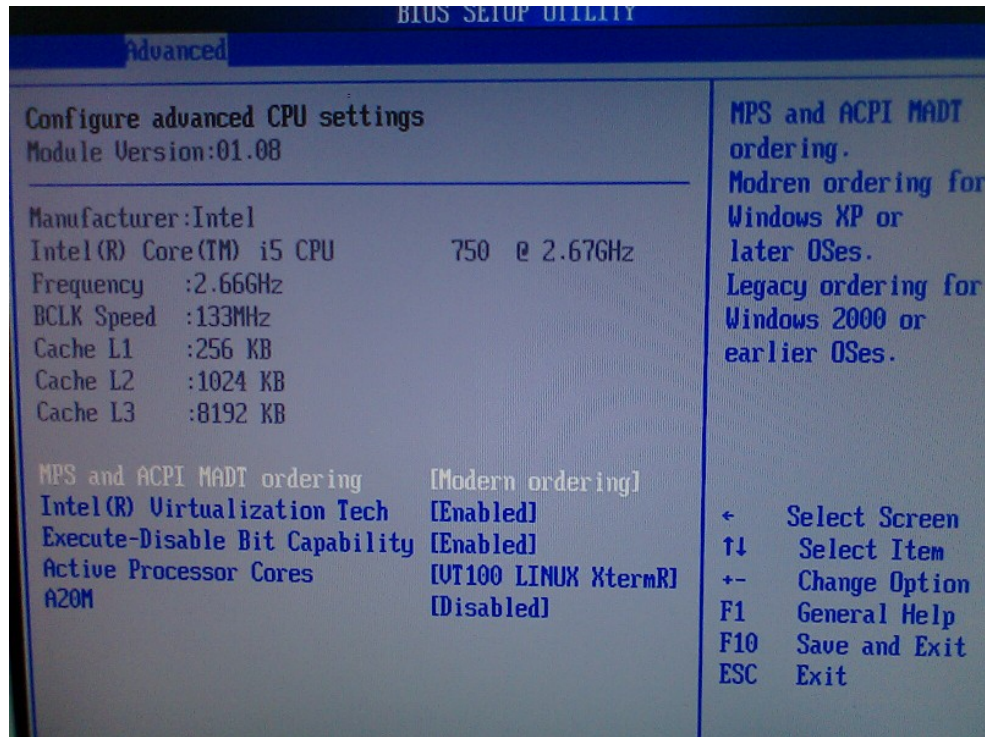 BIOS SETUP UTILITY
Advanced
Configure advanced CPU settings
Module Version:01.08
Manufacturer:Intel
Intel(R) Core(TM) i5 CPU 750 @ 2.67GHz
Frequency :2.66GHz
BCLK Speed :133MHz
Cache L1 :256 KB
Cache L2 :1024 KB
Cache L3 :8192 KB
MPS and ACPI MADT ordering [Modern ordering]
Intel(R) Virtualization Tech [Enabled]
Execute-Disable Bit Capability [Enabled]
Active Processor Cores [VT100 LINUX XtermR]
A20M [Disabled]
MPS and ACPI MADT
ordering.
Modren ordering for
Windows XP or
later OSes.
Legacy ordering for
Windows 2000 or
earlier OSes.
← Select Screen
↑↓ Select Item
+- Change Option
F1 General Help
F10 Save and Exit
ESC Exit